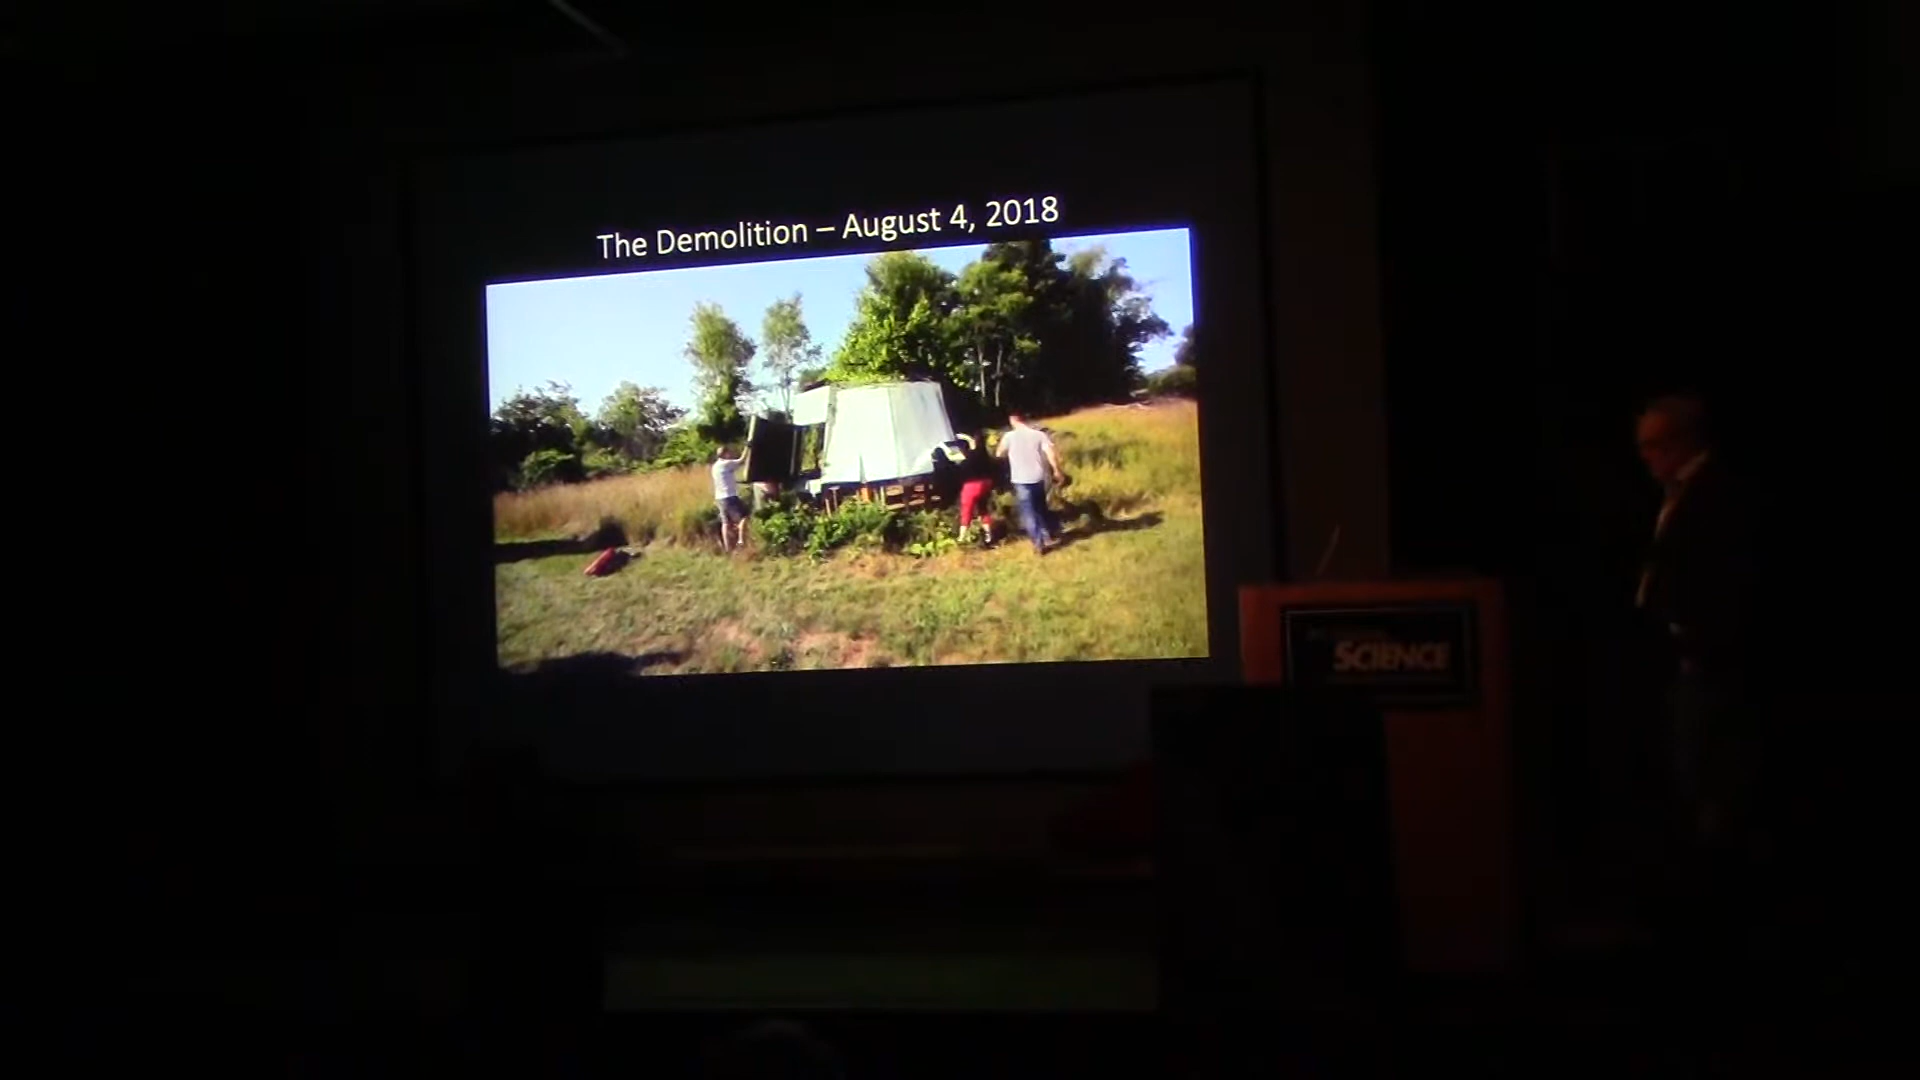 The Demolition – August 4, 2018
SCIENCE